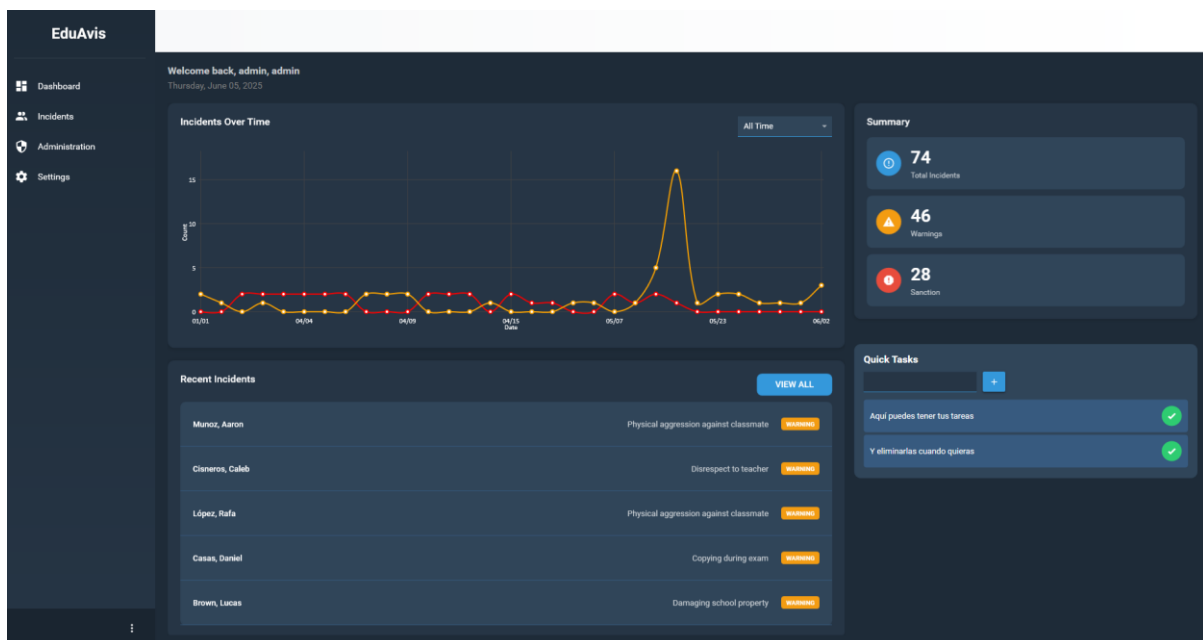 EduAvis
Dashboard
Incidents
Administration
Settings
Welcome back, admin, admin
Thursday, June 05, 2025
Incidents Over Time
All Time
15
10
5
0
Count
01/01
04/04
04/09
04/15
05/07
05/23
06/02
Date
Summary
74
Total Incidents
46
Warnings
28
Sanction
Recent Incidents
VIEW ALL
Munoz, Aaron
Physical aggression against classmate
WARNING
Cisneros, Caleb
Disrespect to teacher
WARNING
López, Rafa
Physical aggression against classmate
WARNING
Casas, Daniel
Copying during exam
WARNING
Brown, Lucas
Damaging school property
WARNING
Quick Tasks
+
Aquí puedes tener tus tareas
Y eliminarlas cuando quieras